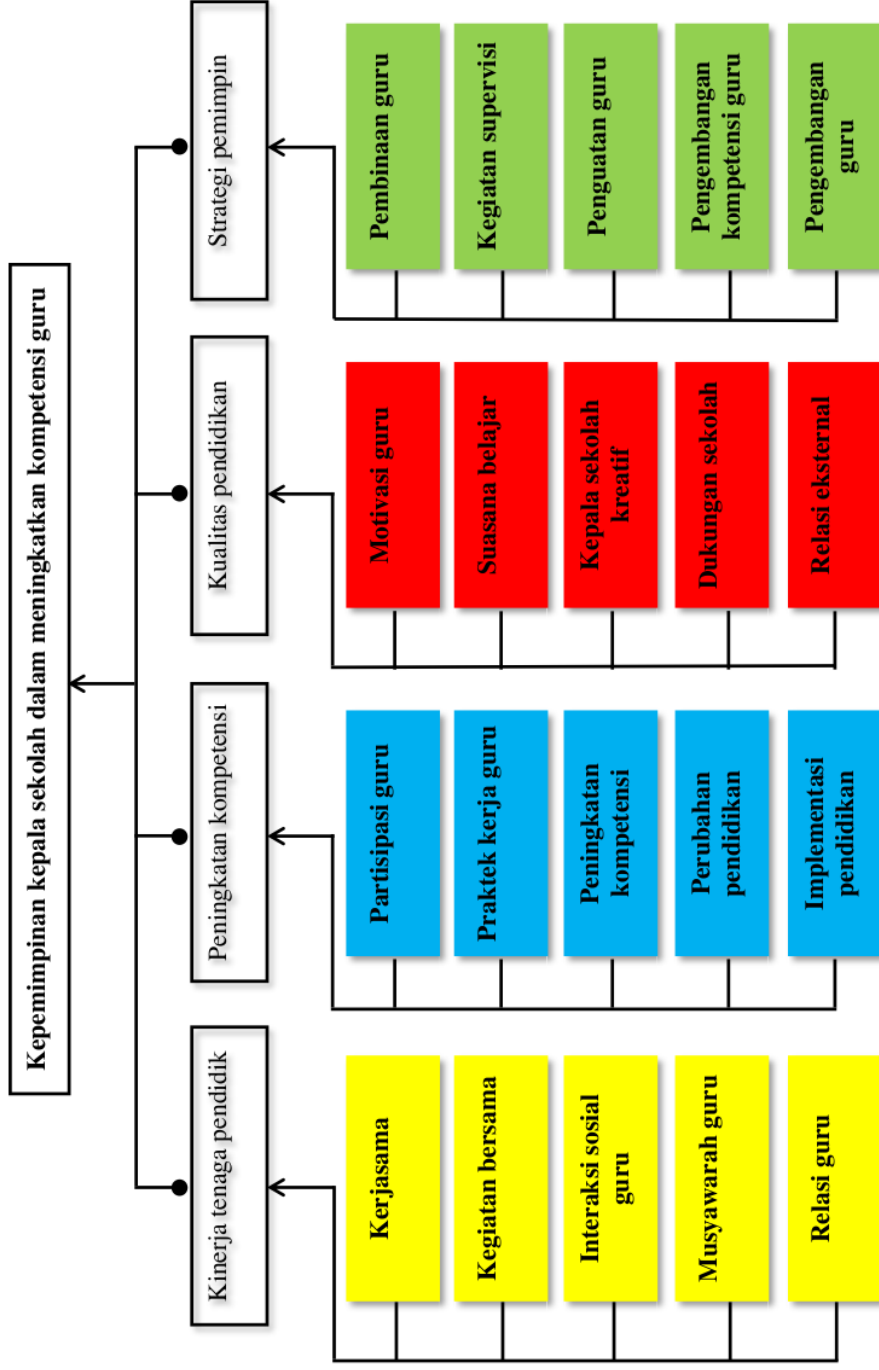 Kepemimpinan kepala sekolah dalam meningkatkan kompetensi guru
Kinerja tenaga pendidik
Peningkatan kompetensi
Kualitas pendidikan
Strategi pemimpin
Kerjasama
Kegiatan bersama
Interaksi sosial
guru
Musyawarah guru
Relasi guru
Partisipasi guru
Praktek kerja guru
Peningkatan
kompetensi
Perubahan
pendidikan
Implementasi
pendidikan
Motivasi guru
Suasana belajar
Kepala sekolah
kreatif
Dukungan sekolah
Relasi eksternal
Pembinaan guru
Kegiatan supervisi
Penguatan guru
Pengembangan
kompetensi guru
Pengembangan
guru